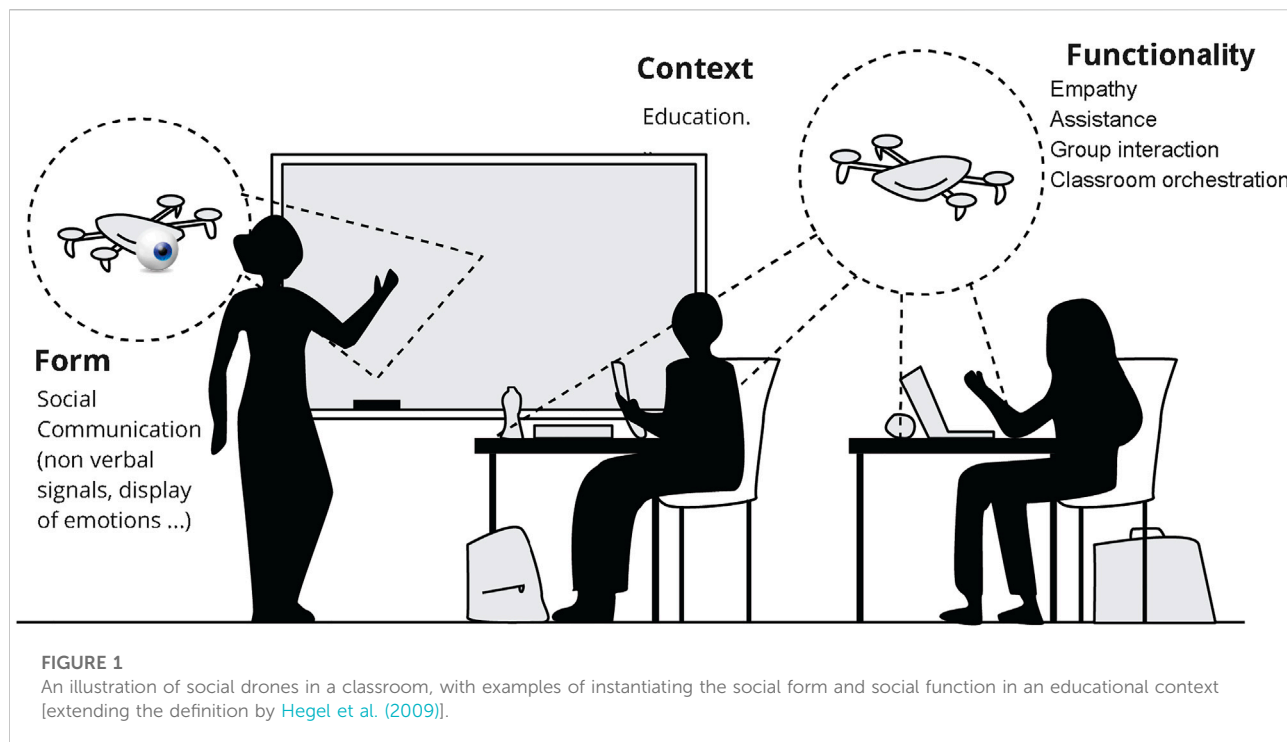 Context
Education.
..
Functionality
Empathy
Assistance
Group interaction
Classroom orchestration
Form
Social
Communication
(non verbal
signals, display
of emotions ...)
FIGURE 1
An illustration of social drones in a classroom, with examples of instantiating the social form and social function in an educational context
[extending the definition by Hegel et al. (2009)].